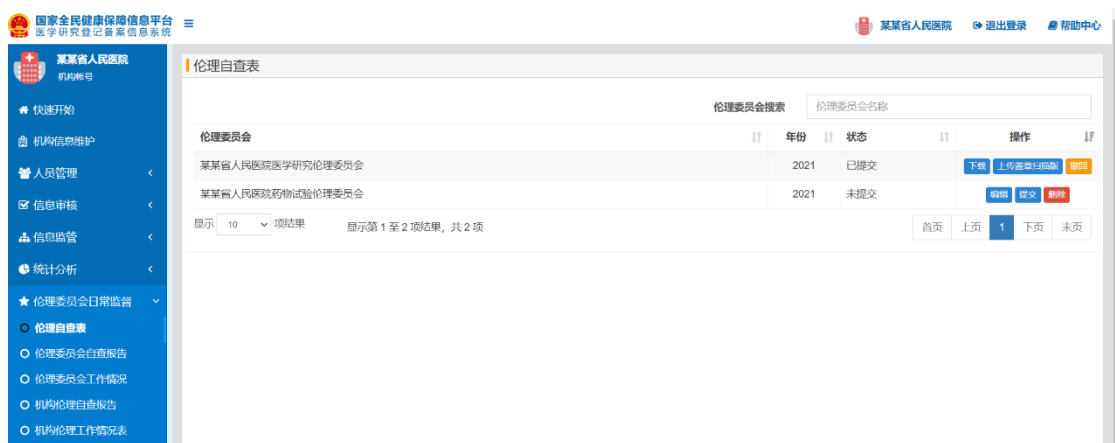 国家全民健康保障信息平台
医学研究登记备案信息系统
某某省人民医院 退出登录 帮助中心
某某省人民医院
机构帐号
快速开始
机构信息维护
人员管理
信息审核
信息监管
统计分析
伦理委员会日常监督
伦理自查表
伦理委员会自查报告
伦理委员会工作情况
机构伦理自查报告
机构伦理工作情况表
伦理自查表
伦理委员会搜索 伦理委员会名称
伦理委员会 年份 状态 操作
某某省人民医院医学研究伦理委员会 2021 已提交 下载 上传盖章扫描版 撤回
某某省人民医院药物试验伦理委员会 2021 未提交 编辑 提交 删除
显示 10 项结果 显示第 1 至 2 项结果，共 2 项 首页 上页 1 下页 末页